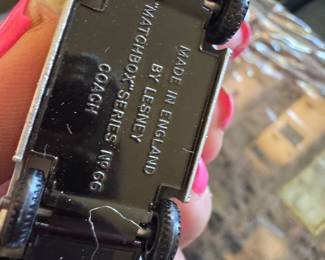 MADE IN ENGLAND
BY LESNEY
"MATCHBOX" SERIES No 66
COACH